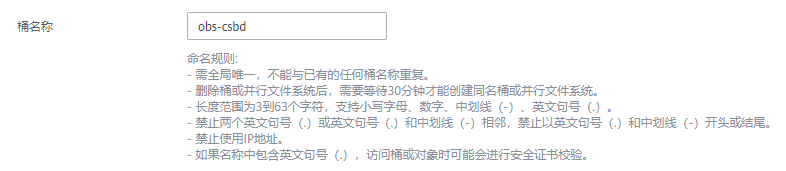 桶名称
obs-csbd
命名规则:
- 需全局唯一，不能与已有的任何桶名称重复。
- 删除桶或并行文件系统后，需要等待30分钟才能创建同名桶或并行文件系统。
- 长度范围为3到63个字符，支持小写字母、数字、中划线（-）、英文句号（.）。
- 禁止两个英文句号（.）或英文句号（.）和中划线（-）相邻，禁止以英文句号（.）和中划线（-）开头或结尾。
- 禁止使用IP地址。
- 如果名称中包含英文句号（.），访问桶或对象时可能会进行安全证书校验。